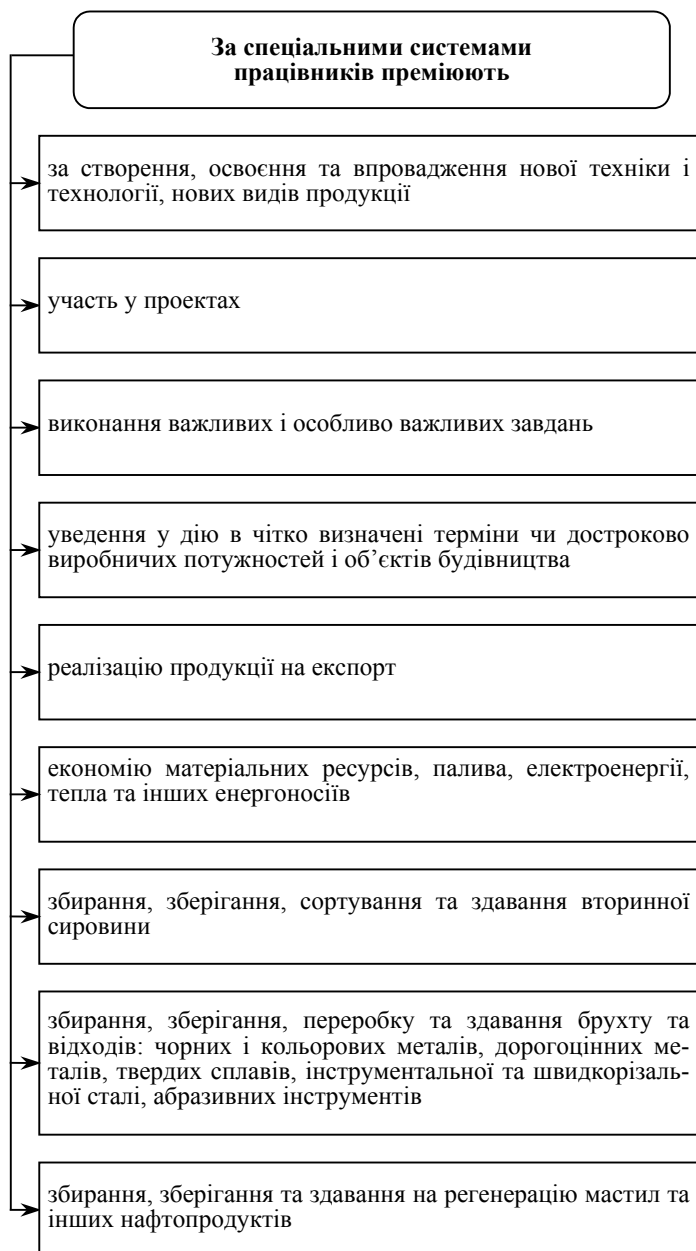 За спеціальними системами
працівників преміюють
за створення, освоєння та впровадження нової техніки і
технології, нових видів продукції
участь у проектах
виконання важливих і особливо важливих завдань
уведення у дію в чітко визначені терміни чи достроково
виробничих потужностей і об’єктів будівництва
реалізацію продукції на експорт
економію матеріальних ресурсів, палива, електроенергії,
тепла та інших енергоносіїв
збирання, зберігання, сортування та здавання вторинної
сировини
збирання, зберігання, переробку та здавання брухту та
відходів: чорних і кольорових металів, дорогоцінних ме-
талів, твердих сплавів, інструментальної та швидкорізаль-
ної сталі, абразивних інструментів
збирання, зберігання та здавання на регенерацію мастил та
інших нафтопродуктів